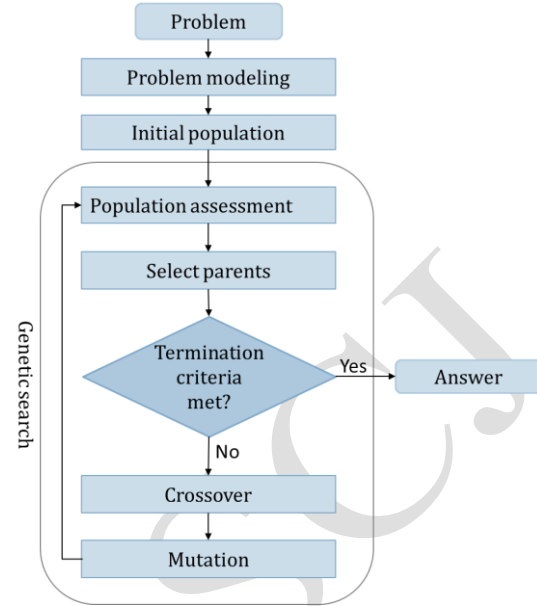 Problem
Problem modeling
Initial population
Population assessment
Select parents
Termination
criteria
met?
Yes
Answer
No
Crossover
Mutation
Genetic search
SCJ